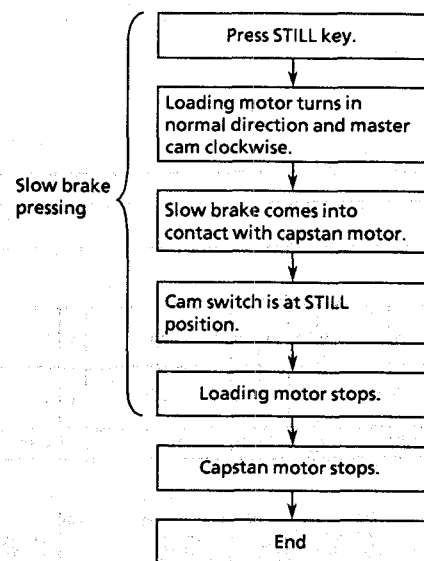 Press STILL key.
Loading motor turns in
normal direction and master
cam clockwise.
Slow brake
pressing
Slow brake comes into
contact with capstan motor.
Cam switch is at STILL
position.
Loading motor stops.
Capstan motor stops.
End